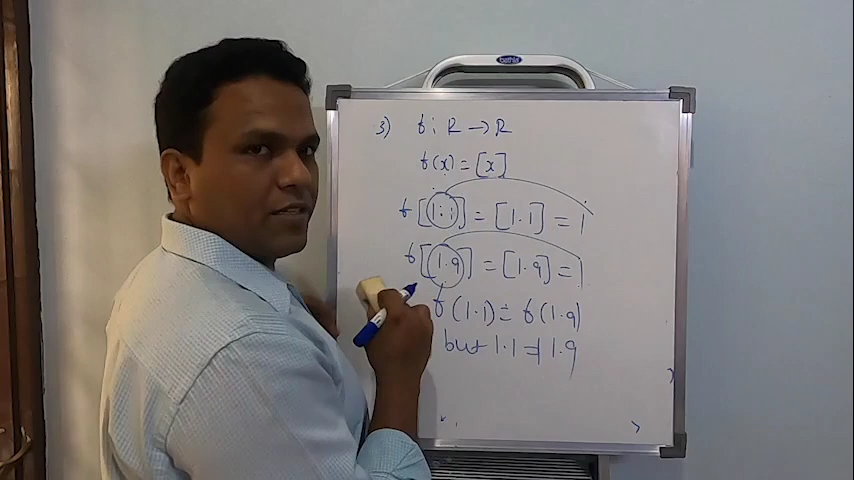 bathla
3) f : R → R
f(x) = [x]
f[1.1] = [1.1] = 1
f[1.9] = [1.9] = 1
f(1.1) = f(1.9)
but 1.1 ≠ 1.9